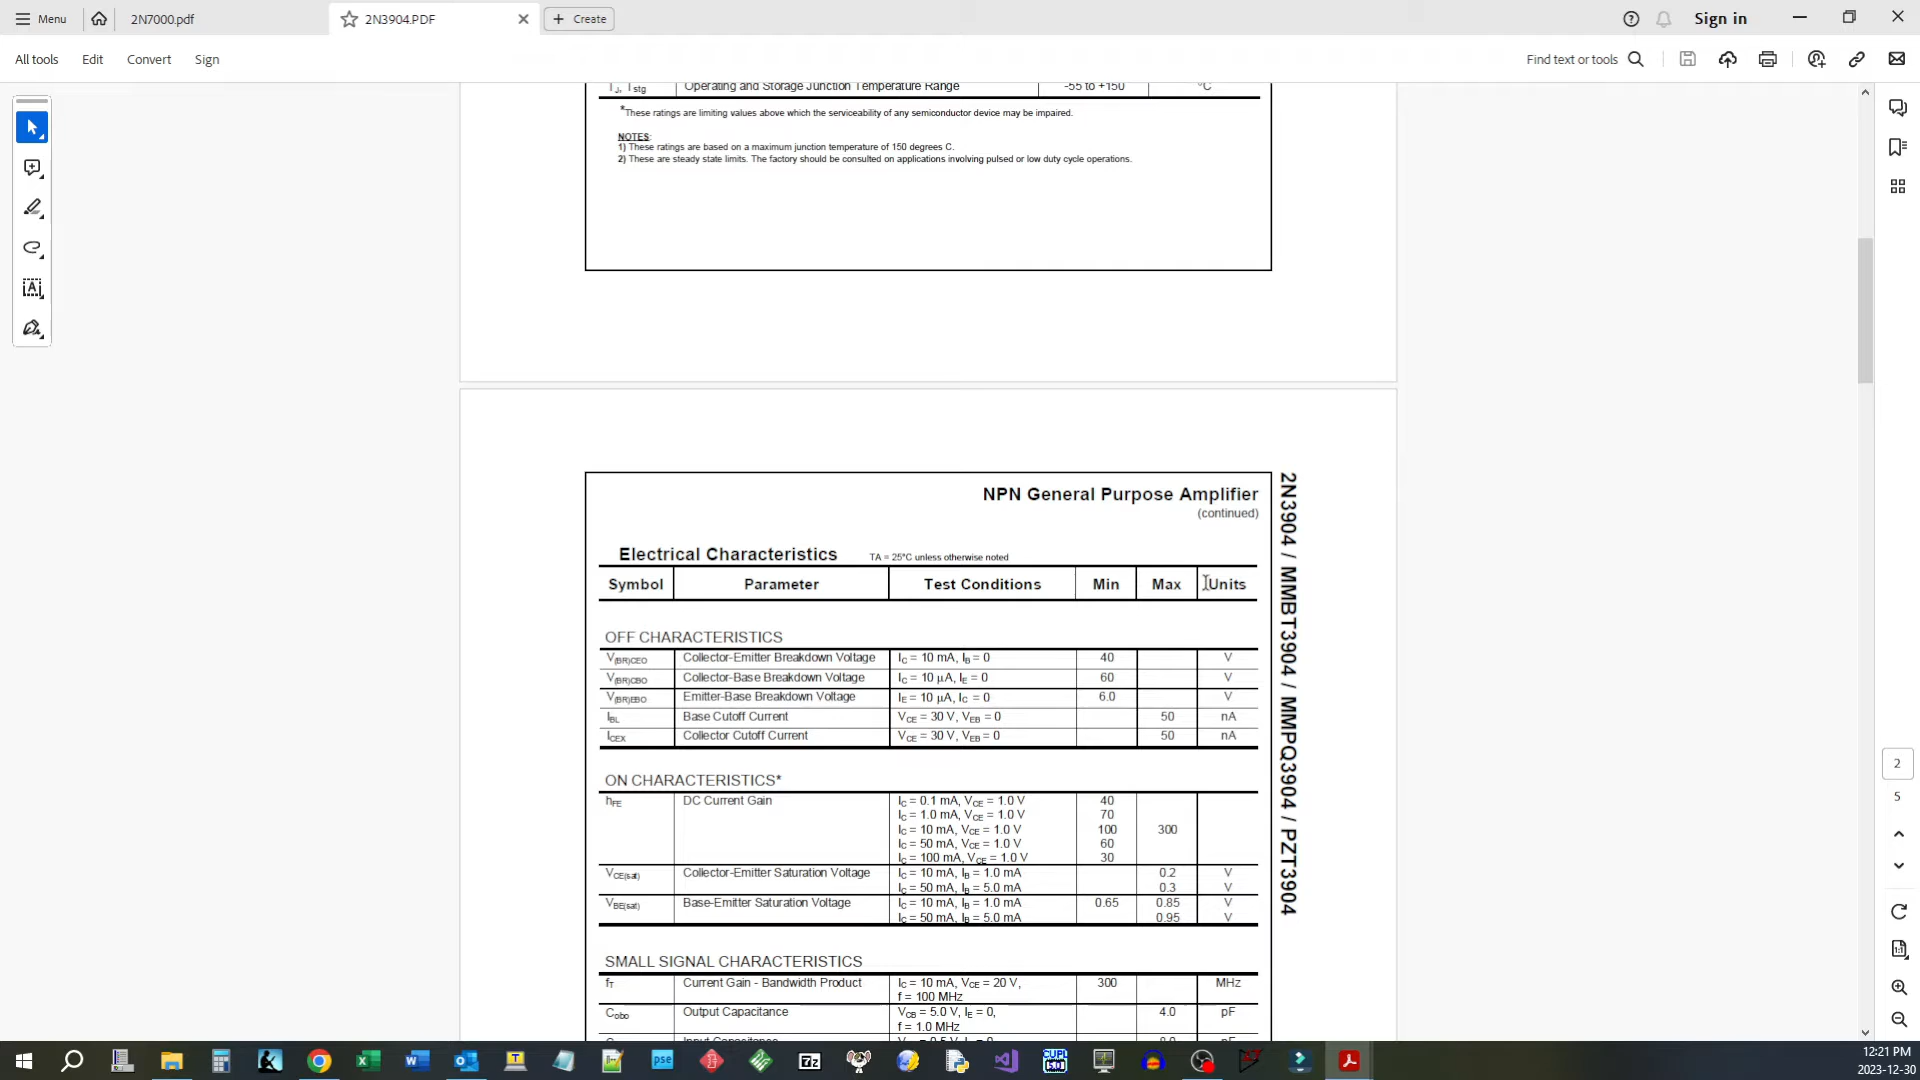 Menu 2N7000.pdf 2N3904.PDF + Create Sign in
All tools Edit Convert Sign Find text or tools
TJ, Tstg Operating and Storage Junction Temperature Range -55 to +150 °C
*These ratings are limiting values above which the serviceability of any semiconductor device may be impaired.
NOTES:
1) These ratings are based on a maximum junction temperature of 150 degrees C.
2) These are steady state limits. The factory should be consulted on applications involving pulsed or low duty cycle operations.
NPN General Purpose Amplifier
(continued)
2N3904 / MMBT3904 / MMPQ3904 / PZT3904
Electrical Characteristics TA = 25°C unless otherwise noted
Symbol Parameter Test Conditions Min Max Units
OFF CHARACTERISTICS
V(BR)CEO Collector-Emitter Breakdown Voltage IC = 10 mA, IB = 0 40 V
V(BR)CBO Collector-Base Breakdown Voltage IC = 10 µA, IE = 0 60 V
V(BR)EBO Emitter-Base Breakdown Voltage IE = 10 µA, IC = 0 6.0 V
IBL Base Cutoff Current VCE = 30 V, VEB = 0 50 nA
ICEX Collector Cutoff Current VCE = 30 V, VEB = 0 50 nA
ON CHARACTERISTICS*
hFE DC Current Gain IC = 0.1 mA, VCE = 1.0 V 40
IC = 1.0 mA, VCE = 1.0 V 70
IC = 10 mA, VCE = 1.0 V 100 300
IC = 50 mA, VCE = 1.0 V 60
IC = 100 mA, VCE = 1.0 V 30
VCE(sat) Collector-Emitter Saturation Voltage IC = 10 mA, IB = 1.0 mA 0.2 V
IC = 50 mA, IB = 5.0 mA 0.3 V
VBE(sat) Base-Emitter Saturation Voltage IC = 10 mA, IB = 1.0 mA 0.65 0.85 V
IC = 50 mA, IB = 5.0 mA 0.95 V
SMALL SIGNAL CHARACTERISTICS
fT Current Gain - Bandwidth Product IC = 10 mA, VCE = 20 V, 300 MHz
f = 100 MHz
Cobo Output Capacitance VCB = 5.0 V, IE = 0, 4.0 pF
f = 1.0 MHz
Input Capacitance
2
5
pse
7z
CUPL
12:21 PM
2023-12-30